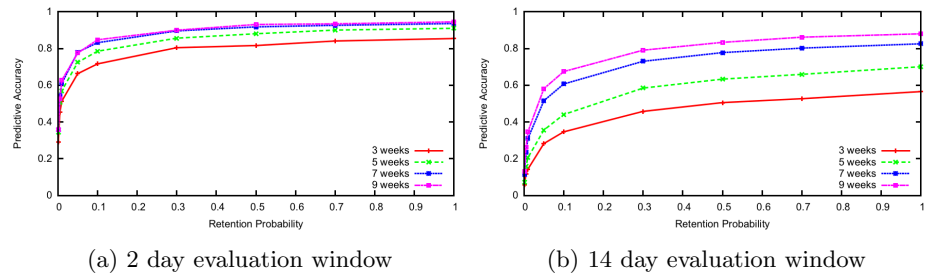 1
0.8
0.6
0.4
0.2
0
Predictive Accuracy
3 weeks
5 weeks
7 weeks
9 weeks
0 0.1 0.2 0.3 0.4 0.5 0.6 0.7 0.8 0.9 1
Retention Probability
(a) 2 day evaluation window
1
0.8
0.6
0.4
0.2
0
Predictive Accuracy
3 weeks
5 weeks
7 weeks
9 weeks
0 0.1 0.2 0.3 0.4 0.5 0.6 0.7 0.8 0.9 1
Retention Probability
(b) 14 day evaluation window